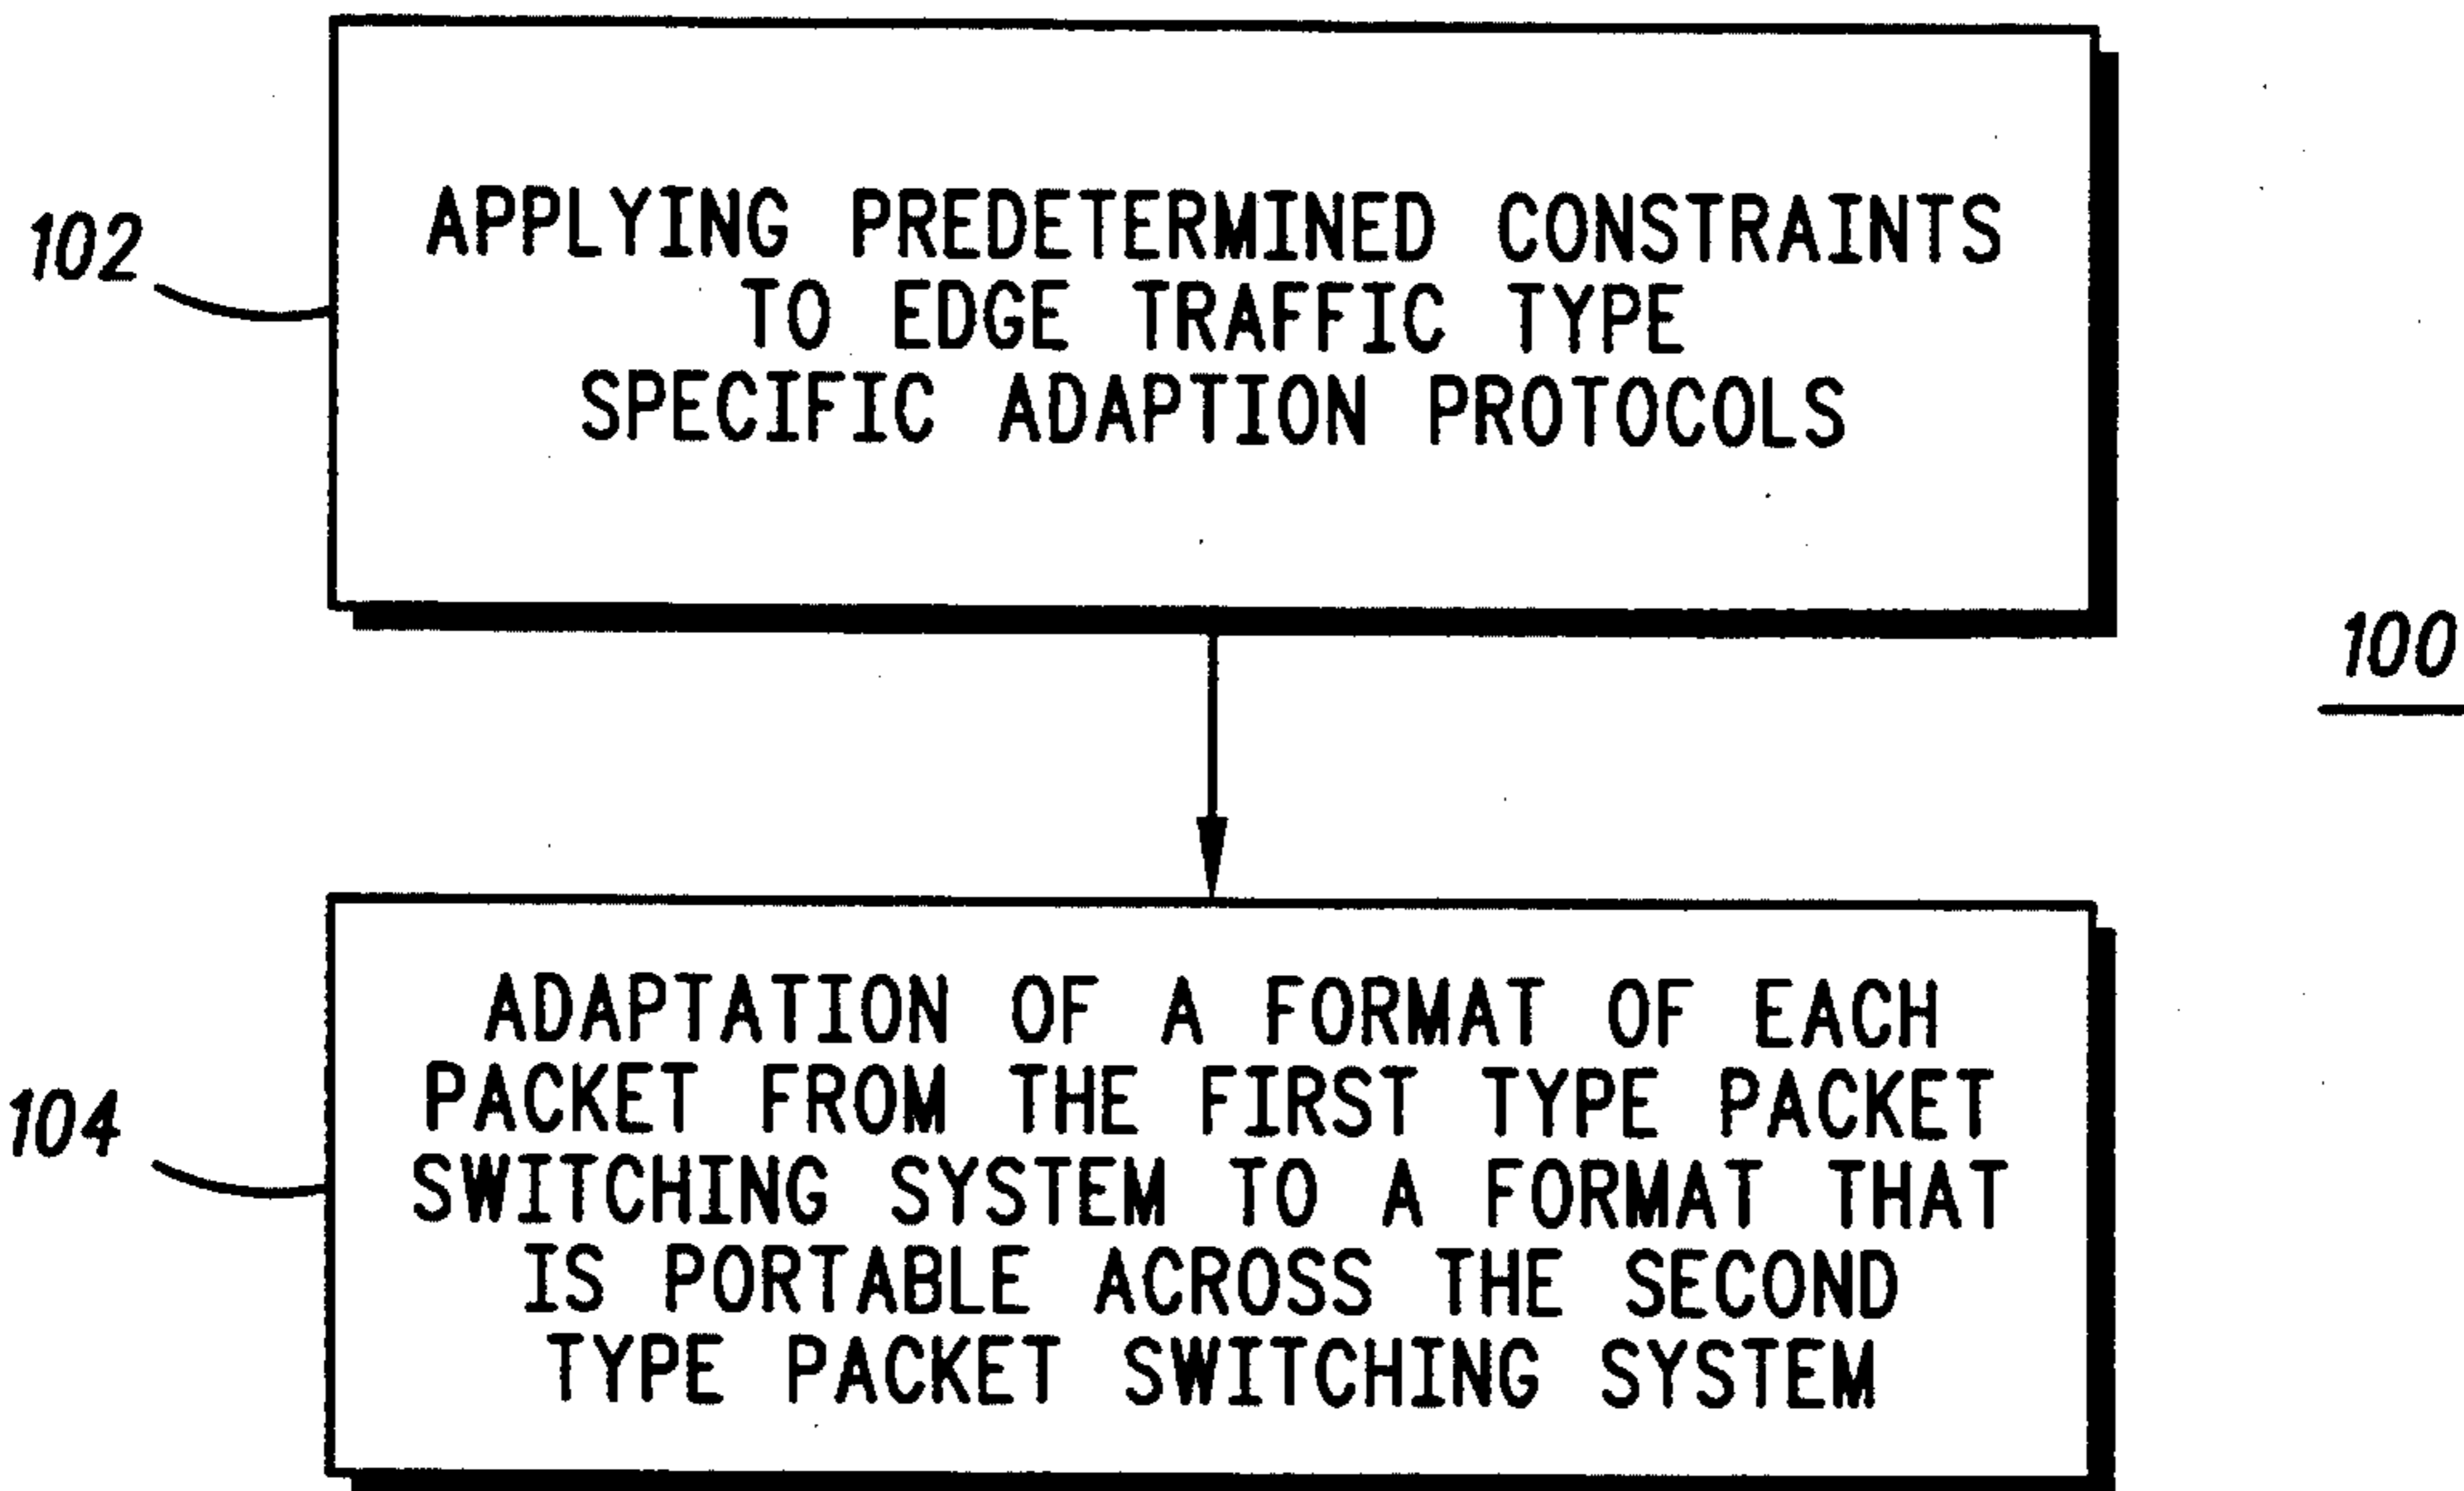 102
APPLYING PREDETERMINED CONSTRAINTS
TO EDGE TRAFFIC TYPE
SPECIFIC ADAPTION PROTOCOLS
100
104
ADAPTATION OF A FORMAT OF EACH
PACKET FROM THE FIRST TYPE PACKET
SWITCHING SYSTEM TO A FORMAT THAT
IS PORTABLE ACROSS THE SECOND
TYPE PACKET SWITCHING SYSTEM